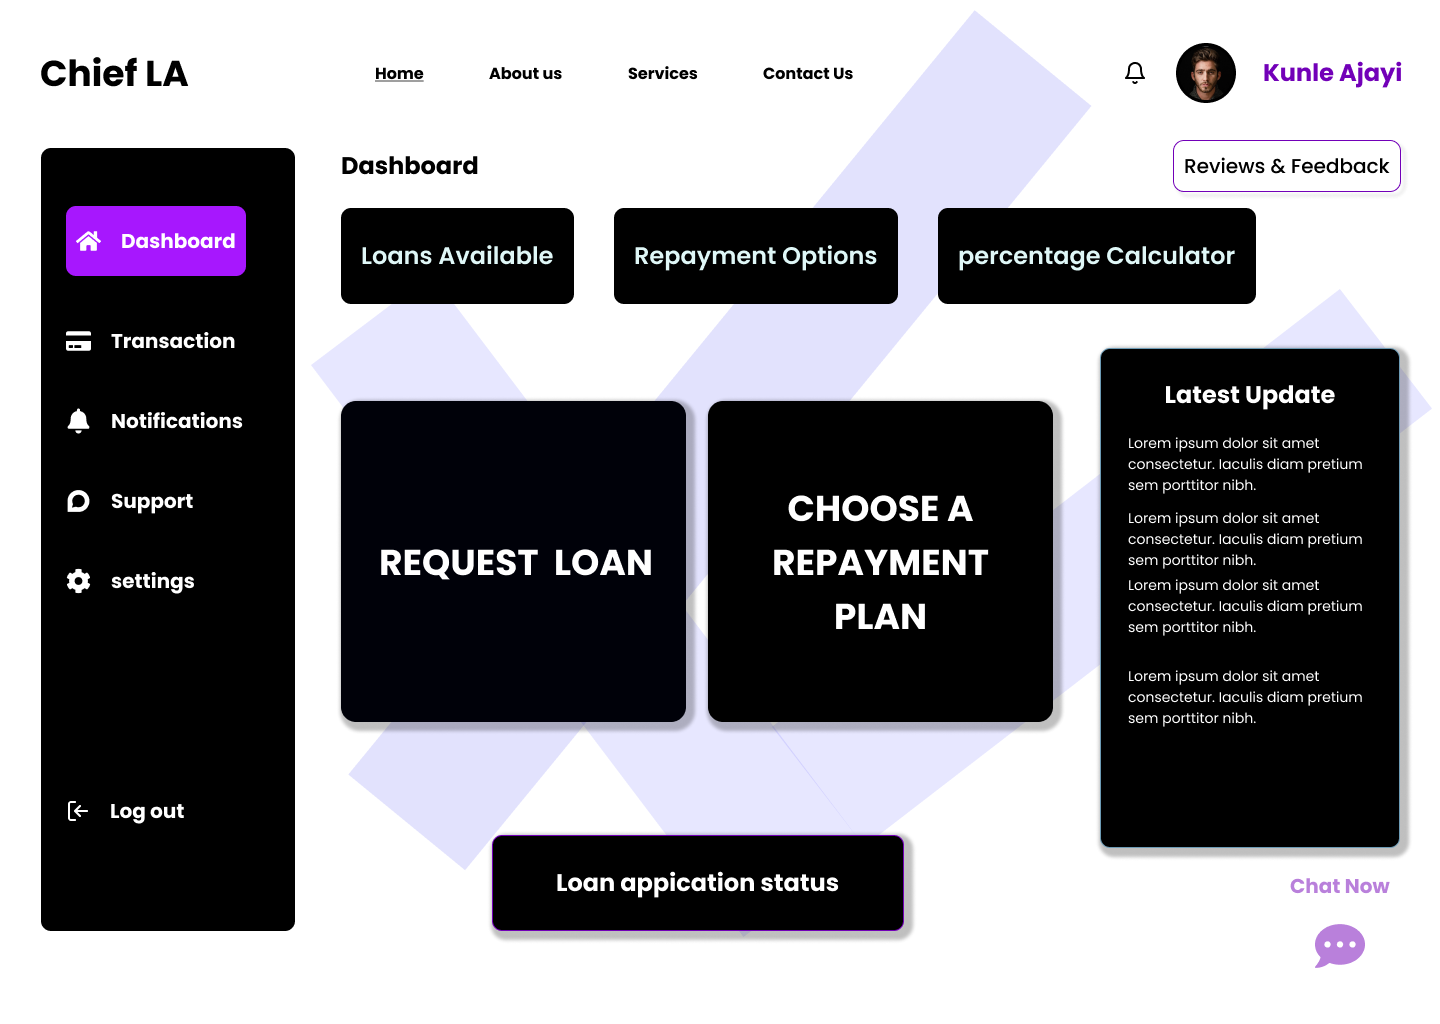 Chief LA
Home
About us
Services
Contact Us
Kunle Ajayi
Dashboard
Transaction
Notifications
Support
settings
Log out
Dashboard
Reviews & Feedback
Loans Available
Repayment Options
percentage Calculator
REQUEST LOAN
CHOOSE A
REPAYMENT
PLAN
Latest Update
Lorem ipsum dolor sit amet
consectetur. Iaculis diam pretium
sem porttitor nibh.
Lorem ipsum dolor sit amet
consectetur. Iaculis diam pretium
sem porttitor nibh.
Lorem ipsum dolor sit amet
consectetur. Iaculis diam pretium
sem porttitor nibh.
Lorem ipsum dolor sit amet
consectetur. Iaculis diam pretium
sem porttitor nibh.
Loan appication status
Chat Now